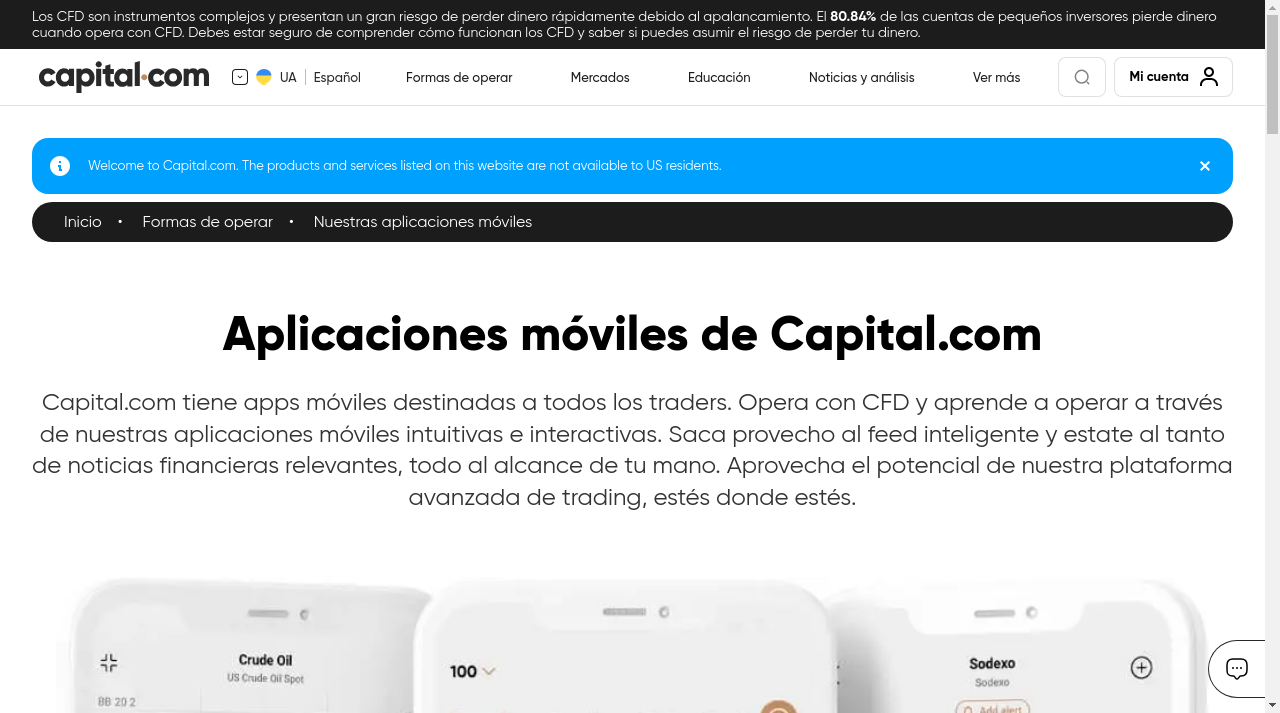 Los CFD son instrumentos complejos y presentan un gran riesgo de perder dinero rápidamente debido al apalancamiento. El 80.84% de las cuentas de pequeños inversores pierde dinero
cuando opera con CFD. Debes estar seguro de comprender cómo funcionan los CFD y saber si puedes asumir el riesgo de perder tu dinero.
capital.com UA Español Formas de operar Mercados Educación Noticias y análisis Ver más Mi cuenta
Welcome to Capital.com. The products and services listed on this website are not available to US residents.
Inicio • Formas de operar • Nuestras aplicaciones móviles
Aplicaciones móviles de Capital.com
Capital.com tiene apps móviles destinadas a todos los traders. Opera con CFD y aprende a operar a través
de nuestras aplicaciones móviles intuitivas e interactivas. Saca provecho al feed inteligente y estate al tanto
de noticias financieras relevantes, todo al alcance de tu mano. Aprovecha el potencial de nuestra plataforma
avanzada de trading, estés donde estés.
Crude Oil
US Crude Oil Spot
BB 20 2
100
Sodexo
Sodexo
Add alert